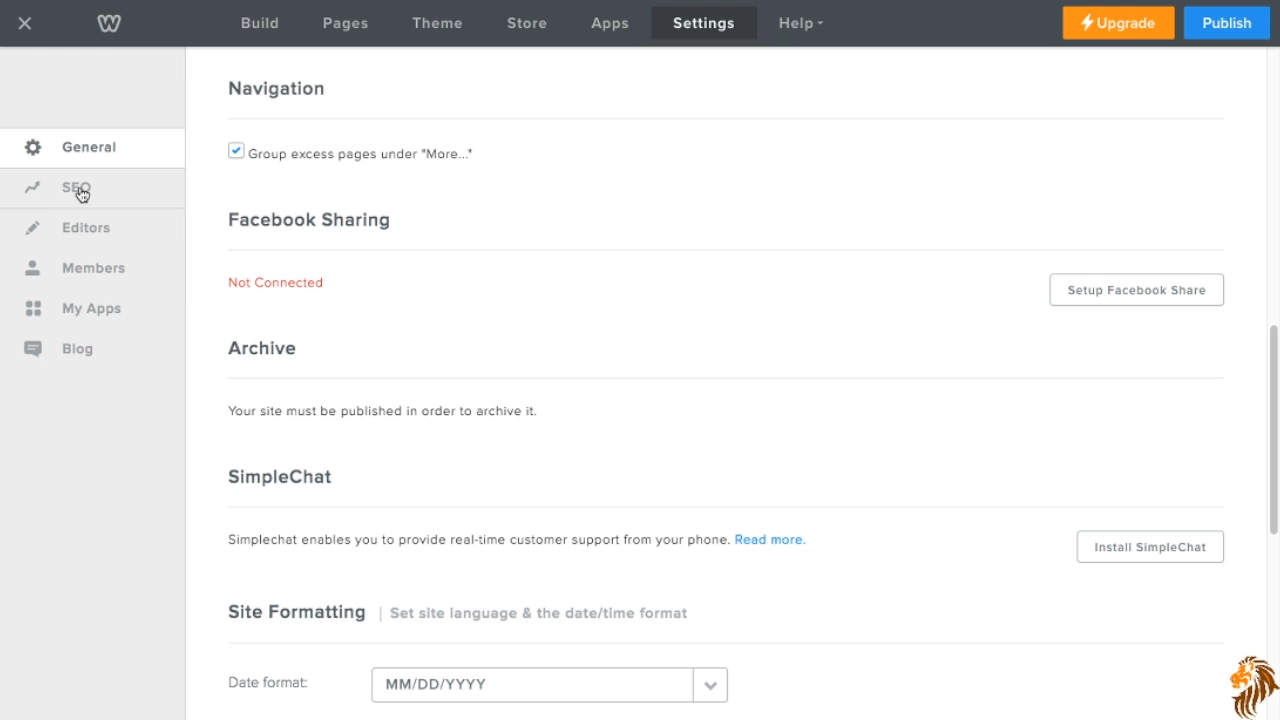 Build Pages Theme Store Apps Settings Help Upgrade Publish
General
SEO
Editors
Members
My Apps
Blog
Navigation
Group excess pages under "More..."
Facebook Sharing
Not Connected
Setup Facebook Share
Archive
Your site must be published in order to archive it.
SimpleChat
Simplechat enables you to provide real-time customer support from your phone. Read more.
Install SimpleChat
Site Formatting | Set site language & the date/time format
Date format: MM/DD/YYYY